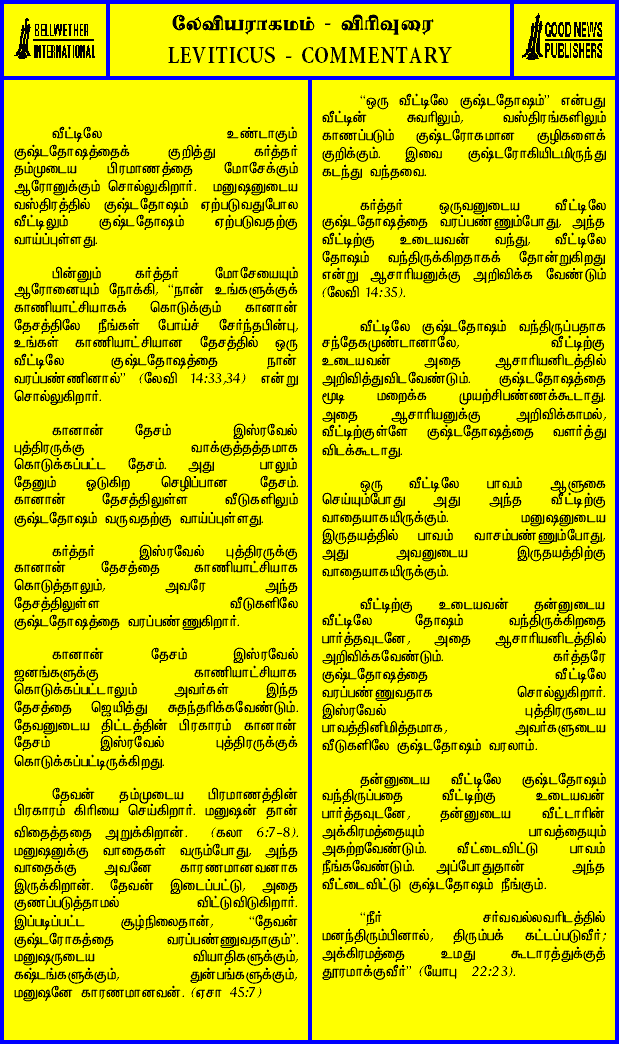 BELLWETHER
INTERNATIONAL
லேவியராகமம் - விரிவுரை
LEVITICUS - COMMENTARY
GOOD NEWS
PUBLISHERS
வீட்டிலே உண்டாகும்
குஷ்டதோஷத்தைக் குறித்து கர்த்தர்
தம்முடைய பிரமாணத்தை மோசேக்கும்
ஆரோனுக்கும் சொல்லுகிறார். மனுஷனுடைய
வஸ்திரத்தில் குஷ்டதோஷம் ஏற்படுவதுபோல
வீட்டிலும் குஷ்டதோஷம் ஏற்படுவதற்கு
வாய்ப்புள்ளது.
பின்னும் கர்த்தர் மோசேயையும்
ஆரோனையும் நோக்கி, "நான் உங்களுக்குக்
காணியாட்சியாகக் கொடுக்கும் கானான்
தேசத்திலே நீங்கள் போய்ச் சேர்ந்தபின்பு,
உங்கள் காணியாட்சியான தேசத்தில் ஒரு
வீட்டிலே குஷ்டதோஷத்தை நான்
வரப்பண்ணினால்" (லேவி 14:33,34) என்று
சொல்லுகிறார்.
கானான் தேசம் இஸ்ரவேல்
புத்திரருக்கு வாக்குத்தத்தமாக
கொடுக்கப்பட்ட தேசம். அது பாலும்
தேனும் ஓடுகிற செழிப்பான தேசம்.
கானான் தேசத்திலுள்ள வீடுகளிலும்
குஷ்டதோஷம் வருவதற்கு வாய்ப்புள்ளது.
கர்த்தர் இஸ்ரவேல் புத்திரருக்கு
கானான் தேசத்தை காணியாட்சியாக
கொடுத்தாலும், அவரே அந்த
தேசத்திலுள்ள வீடுகளிலே
குஷ்டதோஷத்தை வரப்பண்ணுகிறார்.
கானான் தேசம் இஸ்ரவேல்
ஜனங்களுக்கு காணியாட்சியாக
கொடுக்கப்பட்டாலும் அவர்கள் இந்த
தேசத்தை ஜெயித்து சுதந்தரிக்கவேண்டும்.
தேவனுடைய திட்டத்தின் பிரகாரம் கானான்
தேசம் இஸ்ரவேல் புத்திரருக்குக்
கொடுக்கப்பட்டிருக்கிறது.
தேவன் தம்முடைய பிரமாணத்தின்
பிரகாரம் கிரியை செய்கிறார். மனுஷன் தான்
விதைத்ததை அறுக்கிறான். (கலா 6:7-8).
மனுஷனுக்கு வாதைகள் வரும்போது, அந்த
வாதைக்கு அவனே காரணமானவனாக
இருக்கிறான். தேவன் இடைப்பட்டு, அதை
குணப்படுத்தாமல் விட்டுவிடுகிறார்.
இப்படிப்பட்ட சூழ்நிலைதான், "தேவன்
குஷ்டரோகத்தை வரப்பண்ணுவதாகும்".
மனுஷருடைய வியாதிகளுக்கும்,
கஷ்டங்களுக்கும், துன்பங்களுக்கும்,
மனுஷனே காரணமானவன். (ஏசா 45:7)
"ஒரு வீட்டிலே குஷ்டதோஷம்" என்பது
வீட்டின் சுவரிலும், வஸ்திரங்களிலும்
காணப்படும் குஷ்டரோகமான குழிகளைக்
குறிக்கும். இவை குஷ்டரோகியிடமிருந்து
கடந்து வந்தவை.
கர்த்தர் ஒருவனுடைய வீட்டிலே
குஷ்டதோஷத்தை வரப்பண்ணும்போது, அந்த
வீட்டிற்கு உடையவன் வந்து, வீட்டிலே
தோஷம் வந்திருக்கிறதாகக் தோன்றுகிறது
என்று ஆசாரியனுக்கு அறிவிக்க வேண்டும்
(லேவி 14:35).
வீட்டிலே குஷ்டதோஷம் வந்திருப்பதாக
சந்தேகமுண்டானாலே, வீட்டிற்கு
உடையவன் அதை ஆசாரியனிடத்தில்
அறிவித்துவிடவேண்டும். குஷ்டதோஷத்தை
மூடி மறைக்க முயற்சிபண்ணக்கூடாது.
அதை ஆசாரியனுக்கு அறிவிக்காமல்,
வீட்டிற்குள்ளே குஷ்டதோஷத்தை வளர்த்து
விடக்கூடாது.
ஒரு வீட்டிலே பாவம் ஆளுகை
செய்யும்போது அது அந்த வீட்டிற்கு
வாதையாகயிருக்கும். மனுஷனுடைய
இருதயத்தில் பாவம் வாசம்பண்ணும்போது,
அது அவனுடைய இருதயத்திற்கு
வாதையாகயிருக்கும்.
வீட்டிற்கு உடையவன் தன்னுடைய
வீட்டிலே தோஷம் வந்திருக்கிறதை
பார்த்தவுடனே, அதை ஆசாரியனிடத்தில்
அறிவிக்கவேண்டும். கர்த்தரே
குஷ்டதோஷத்தை வீட்டிலே
வரப்பண்ணுவதாக சொல்லுகிறார்.
இஸ்ரவேல் புத்திரருடைய
பாவத்தினிமித்தமாக, அவர்களுடைய
வீடுகளிலே குஷ்டதோஷம் வரலாம்.
தன்னுடைய வீட்டிலே குஷ்டதோஷம்
வந்திருப்பதை வீட்டிற்கு உடையவன்
பார்த்தவுடனே, தன்னுடைய வீட்டாரின்
அக்கிரமத்தையும் பாவத்தையும்
அகற்றவேண்டும். வீட்டைவிட்டு பாவம்
நீங்கவேண்டும். அப்போதுதான் அந்த
வீட்டைவிட்டு குஷ்டதோஷம் நீங்கும்.
"நீர் சர்வவல்லவரிடத்தில்
மனந்திரும்பினால், திரும்பக் கட்டப்படுவீர்;
அக்கிரமத்தை உமது கூடாரத்துக்குத்
தூரமாக்குவீர்" (யோபு 22:23).